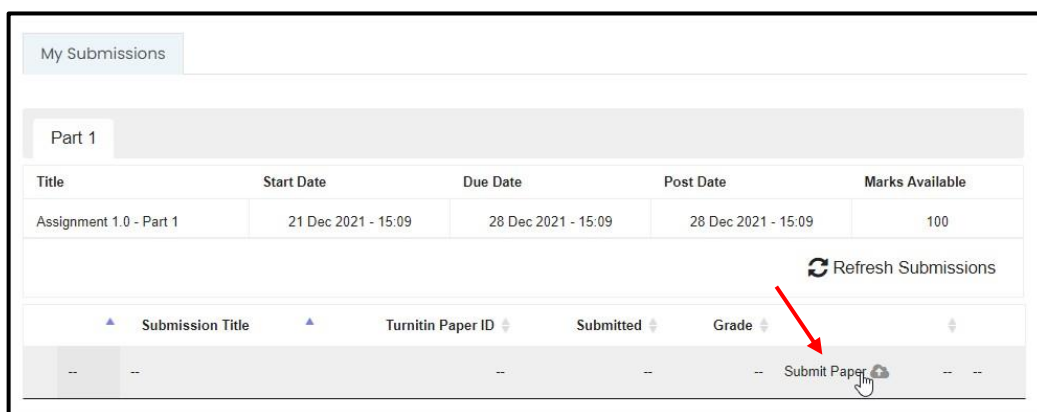 My Submissions
Part 1
Title Start Date Due Date Post Date Marks Available
Assignment 1.0 - Part 1 21 Dec 2021 - 15:09 28 Dec 2021 - 15:09 28 Dec 2021 - 15:09 100
Refresh Submissions
Submission Title Turnitin Paper ID Submitted Grade
-- -- -- -- -- Submit Paper -- --